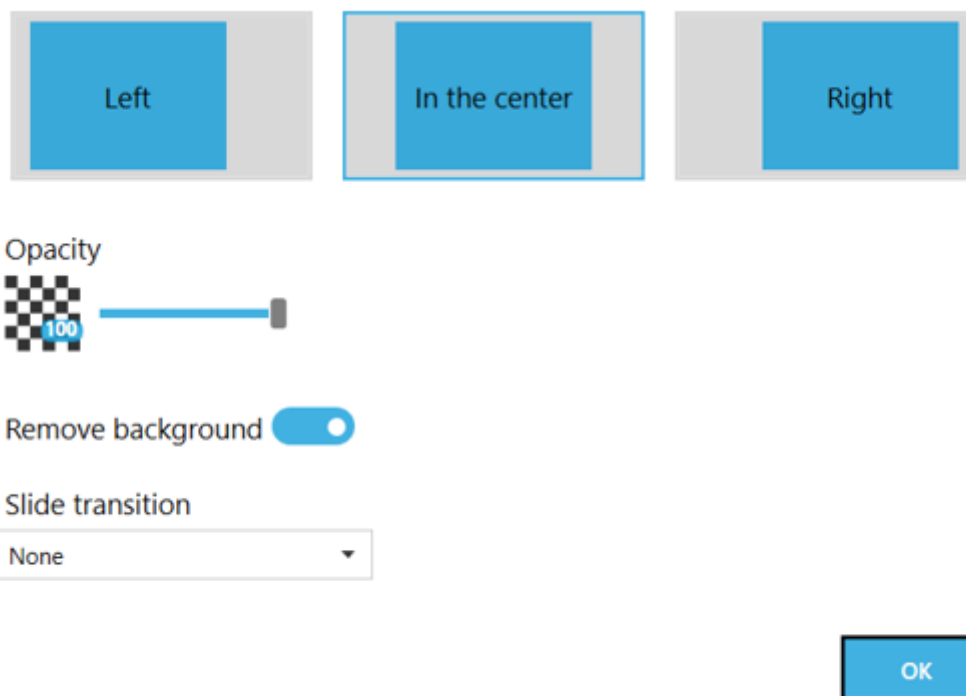 Left
In the center
Right
Opacity
100
Remove background
Slide transition
None
OK